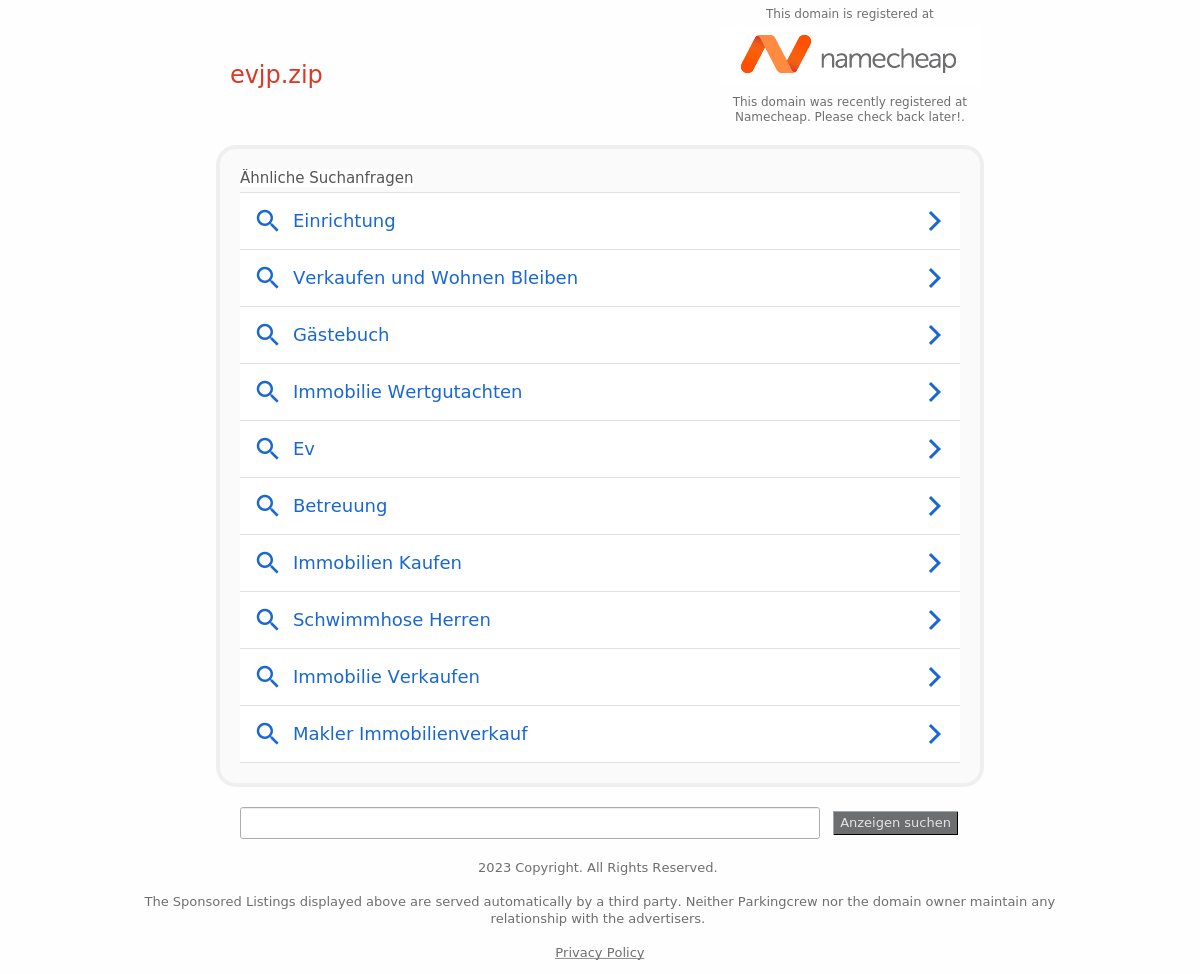 This domain is registered at
namecheap
evjp.zip
This domain was recently registered at
Namecheap. Please check back later!.
Ähnliche Suchanfragen
Einrichtung
Verkaufen und Wohnen Bleiben
Gästebuch
Immobilie Wertgutachten
Ev
Betreuung
Immobilien Kaufen
Schwimmhose Herren
Immobilie Verkaufen
Makler Immobilienverkauf
Anzeigen suchen
2023 Copyright. All Rights Reserved.
The Sponsored Listings displayed above are served automatically by a third party. Neither Parkingcrew nor the domain owner maintain any
relationship with the advertisers.
Privacy Policy